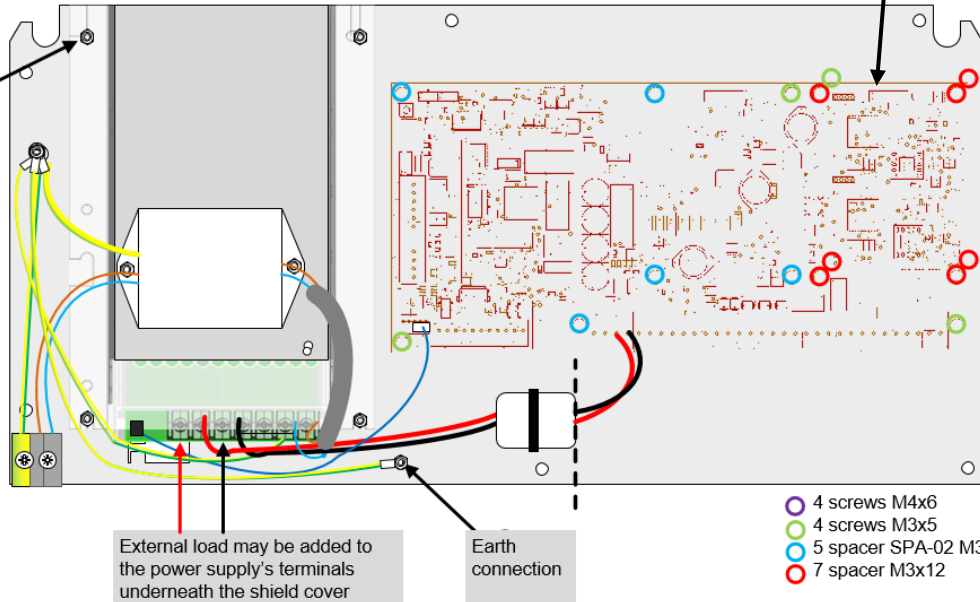 4 screws M4x6
4 screws M3x5
5 spacer SPA-02 M3
7 spacer M3x12
External load may be added to
the power supply's terminals
underneath the shield cover
Earth
connection